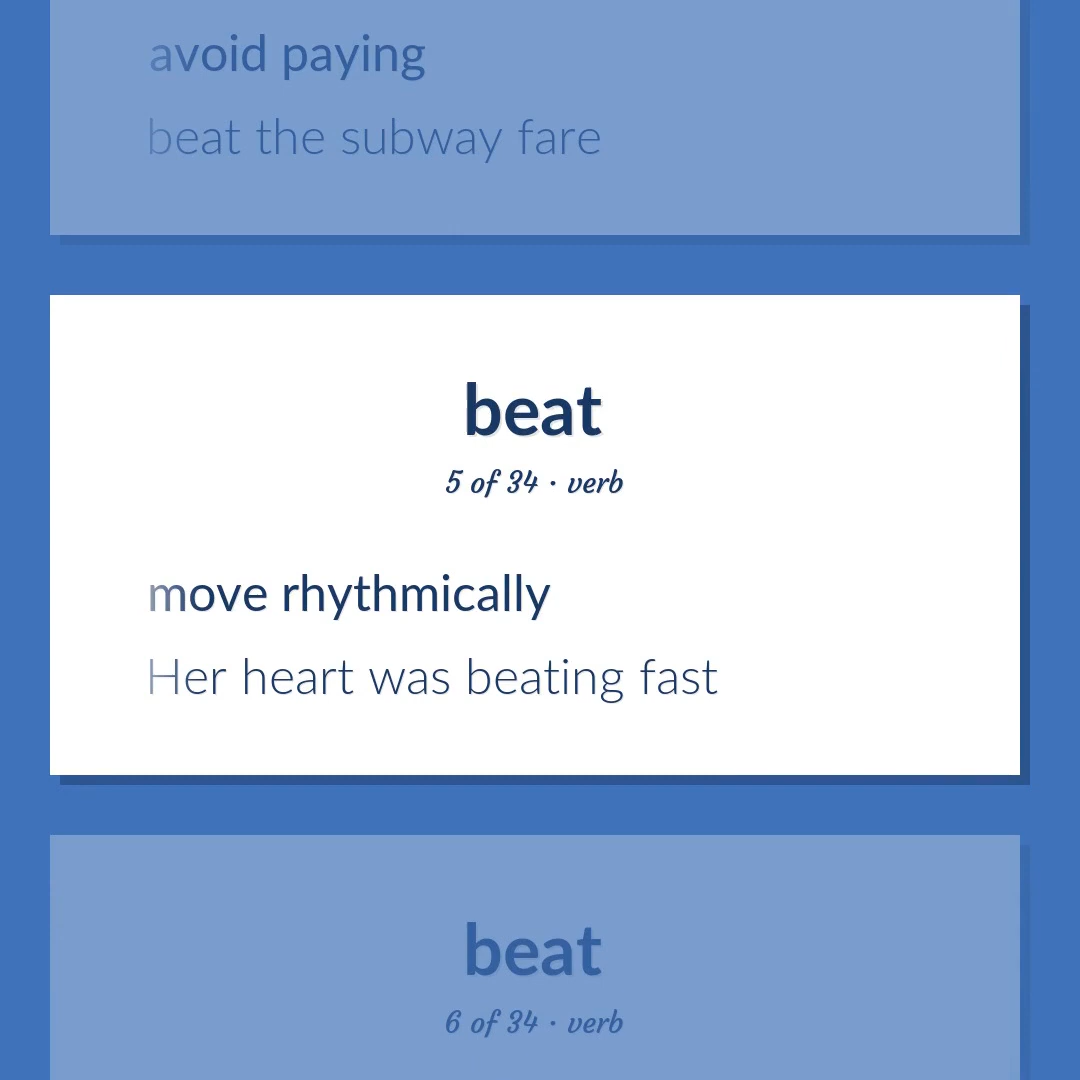 avoid paying
beat the subway fare
beat
5 of 34 · verb
move rhythmically
Her heart was beating fast
beat
6 of 34 · verb